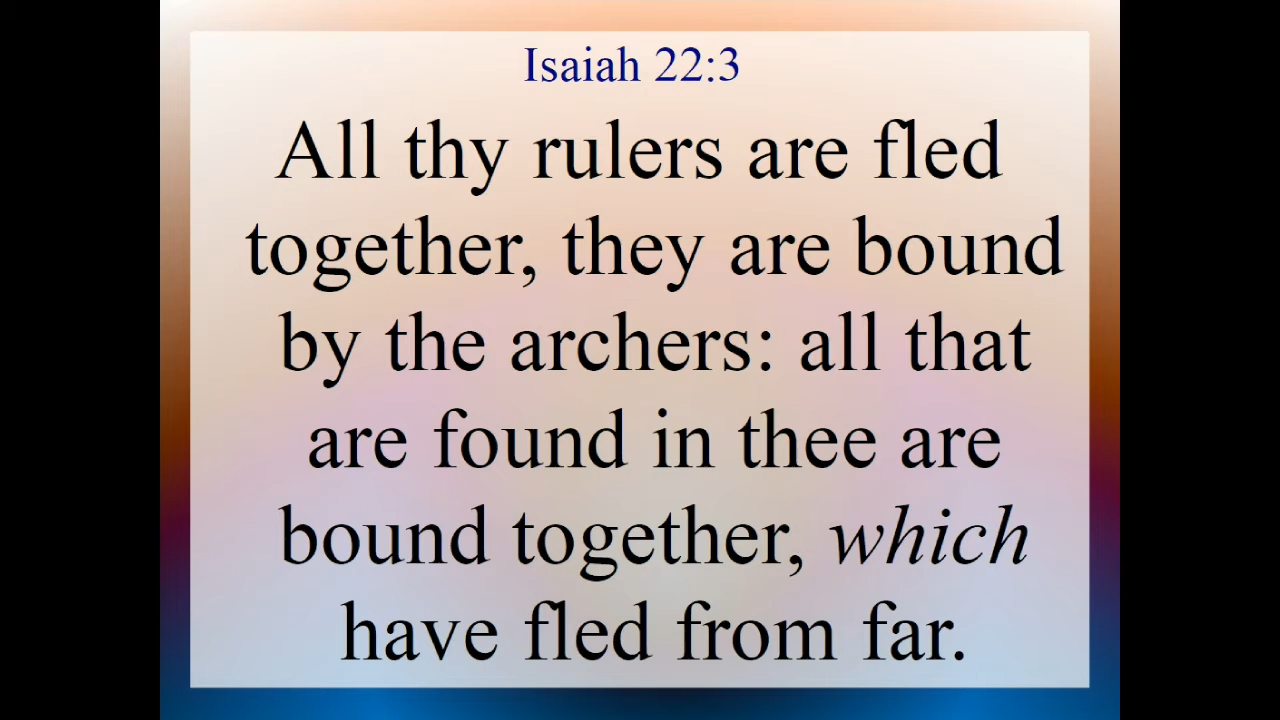 Isaiah 22:3
All thy rulers are fled
together, they are bound
by the archers: all that
are found in thee are
bound together, which
have fled from far.